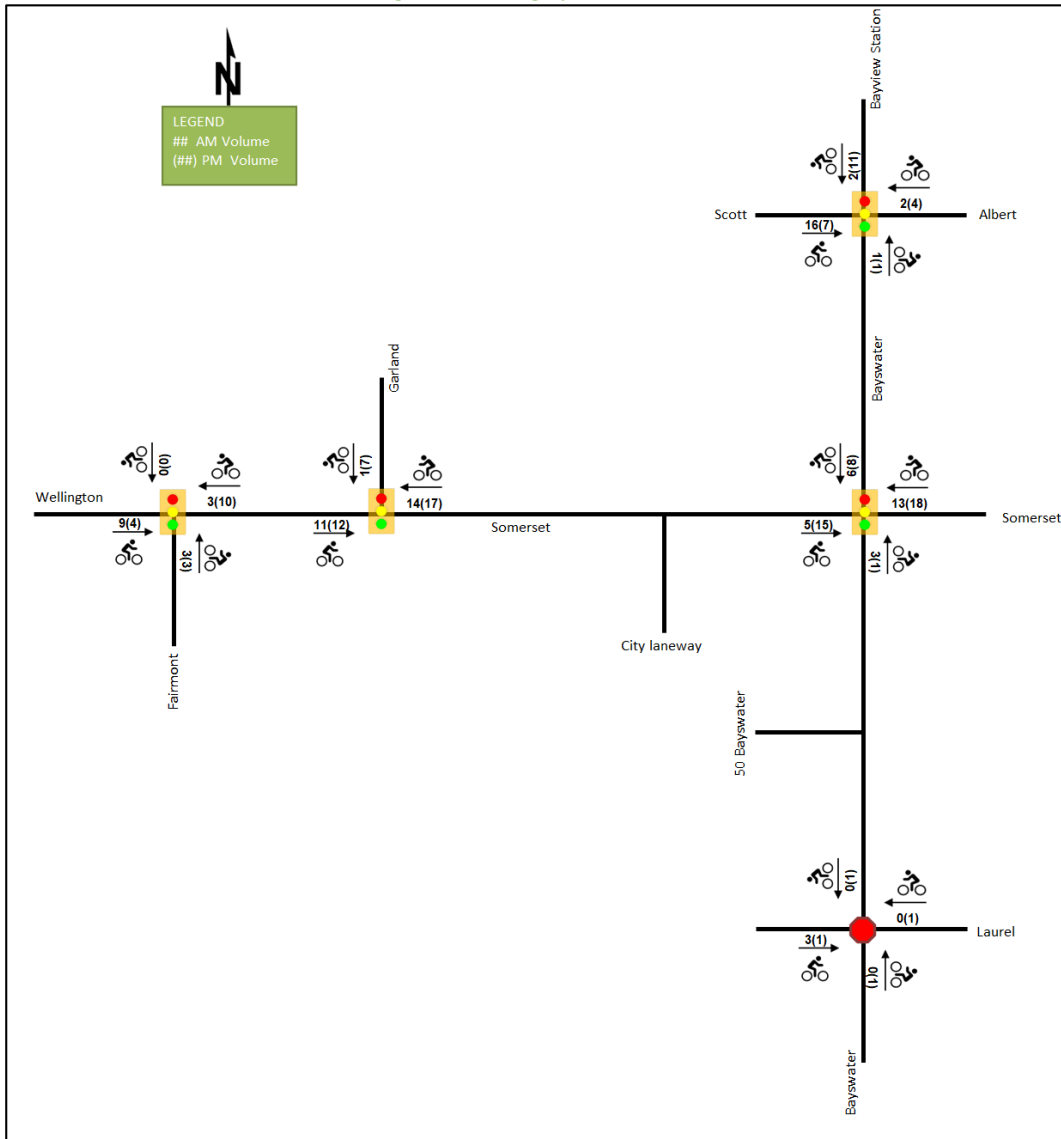 N
LEGEND
## AM Volume
(##) PM Volume
Bayview Station
2(11)
2(4)
Scott
Albert
16(7)
1(1)
Bayswater
Garland
0(0)
3(10)
1(7)
14(17)
6(8)
13(18)
Wellington
Somerset
Somerset
9(4)
11(12)
5(15)
3(3)
3(1)
Fairmont
City laneway
50 Bayswater
0(1)
0(1)
Laurel
3(1)
0(1)
Bayswater